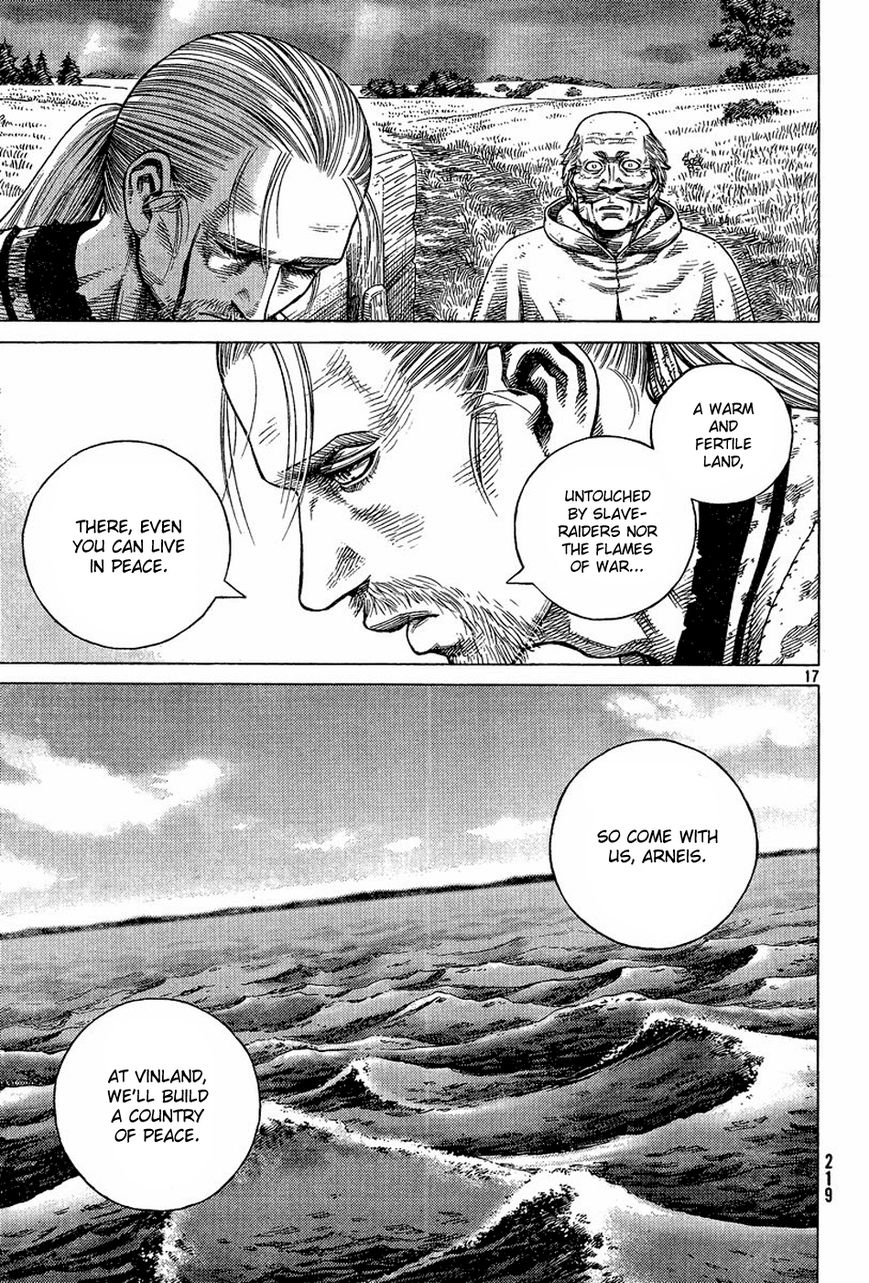 A WARM
AND
FERTILE
LAND,
UNTOUCHED
BY SLAVE-
RAIDERS NOR
THE FLAMES
OF WAR...
THERE, EVEN
YOU CAN LIVE
IN PEACE.
17
SO COME WITH
US, ARNEIS.
AT VINLAND,
WE'LL BUILD
A COUNTRY
OF PEACE.
219